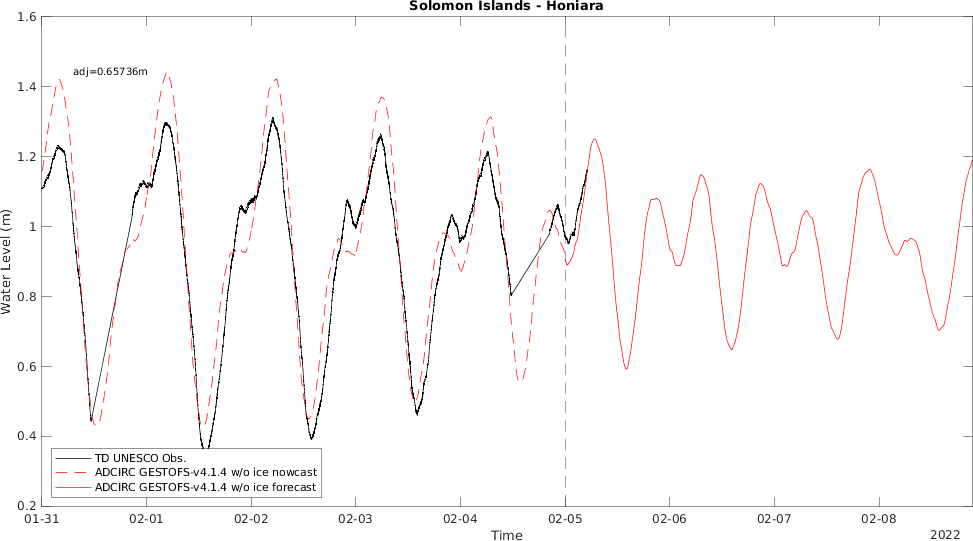 Solomon Islands - Honiara
adj=0.65736m
1.6
1.4
1.2
1
0.8
0.6
0.4
0.2
Water Level (m)
TD UNESCO Obs.
ADCIRC GESTOFS-v4.1.4 w/o ice nowcast
ADCIRC GESTOFS-v4.1.4 w/o ice forecast
01-31 02-01 02-02 02-03 02-04 02-05 02-06 02-07 02-08
Time
2022